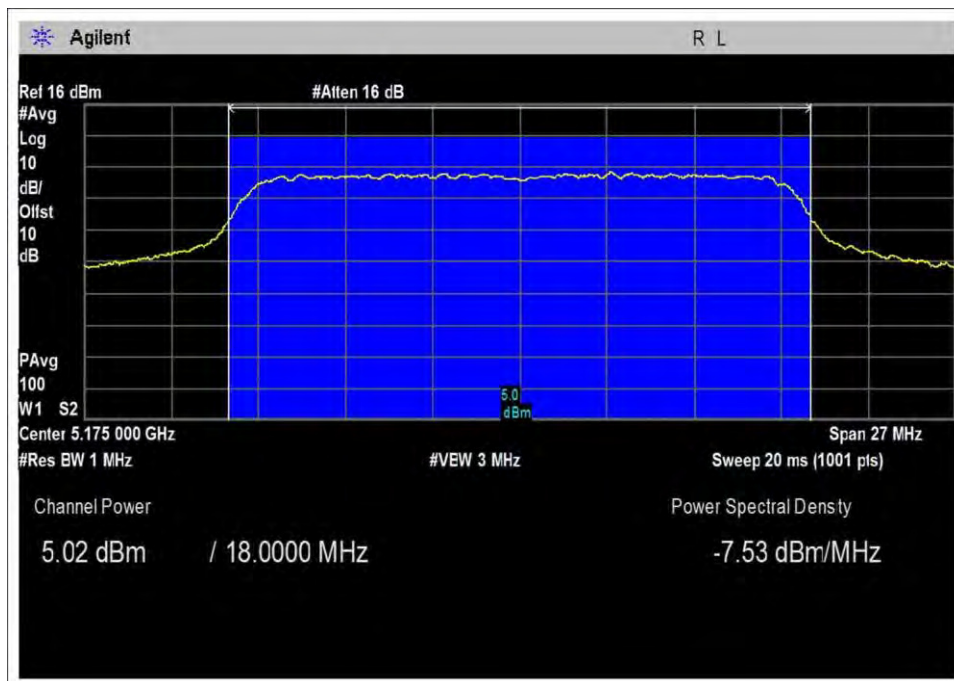 Agilent R L
Ref 16 dBm #Atten 16 dB
#Avg
Log
10
dB/
Offst
10
dB
PAvg
100
W1 S2
5.0
dBm
Center 5.175 000 GHz Span 27 MHz
#Res BW 1 MHz #VBW 3 MHz Sweep 20 ms (1001 pts)
Channel Power Power Spectral Density
5.02 dBm / 18.0000 MHz -7.53 dBm/MHz